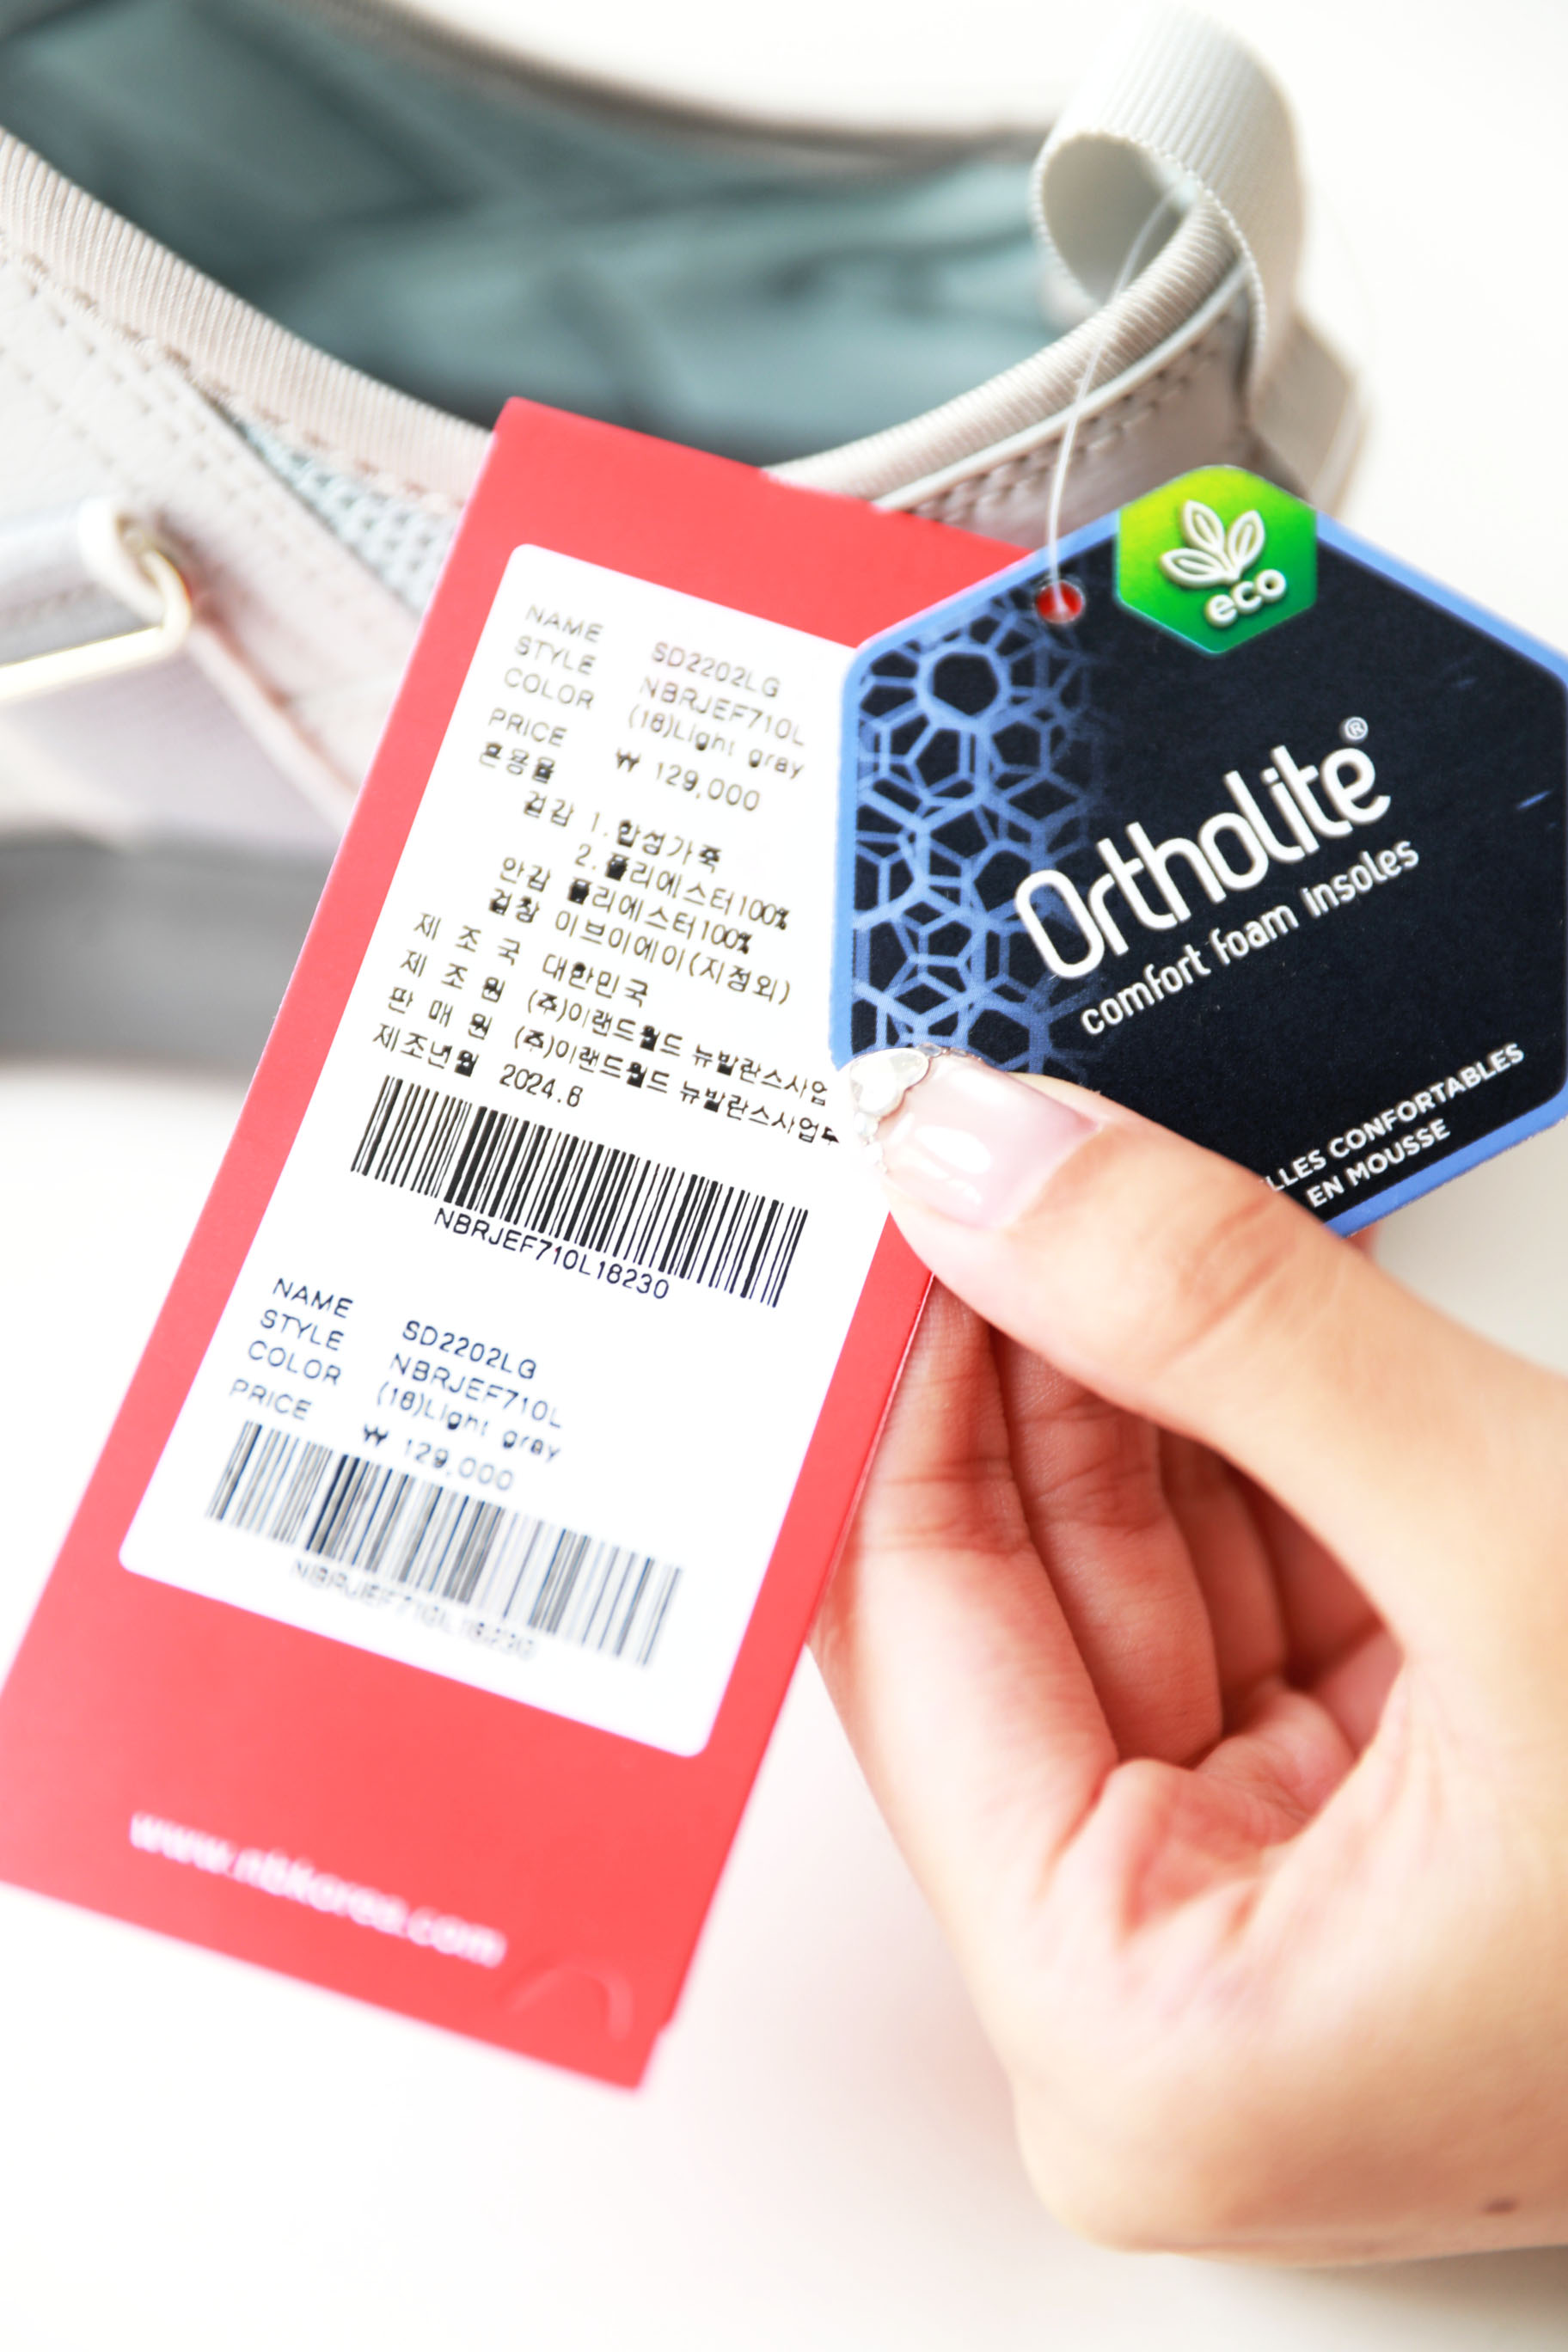 NAME SD2202LG
STYLE NBRJEF710L
COLOR (18)Light gray
PRICE ₩ 129,000
혼용율
겉감 1.합성가죽
2.폴리에스터100%
안감 폴리에스터100%
겉창 이브이에이(지정외)
제 조 국 대한민국
제 조 원 (주)이랜드월드 뉴발란스사업
판 매 원 (주)이랜드월드 뉴발란스사업부
제조년월 2024.6
NBRJEF710L18230
NAME SD2202LG
STYLE NBRJEF710L
COLOR (18)Light gray
PRICE ₩ 129,000
NBRJEF710L18230
www.nbkorea.com
eco
Ortholite®
comfort foam insoles
LLES CONFORTABLES
EN MOUSSE